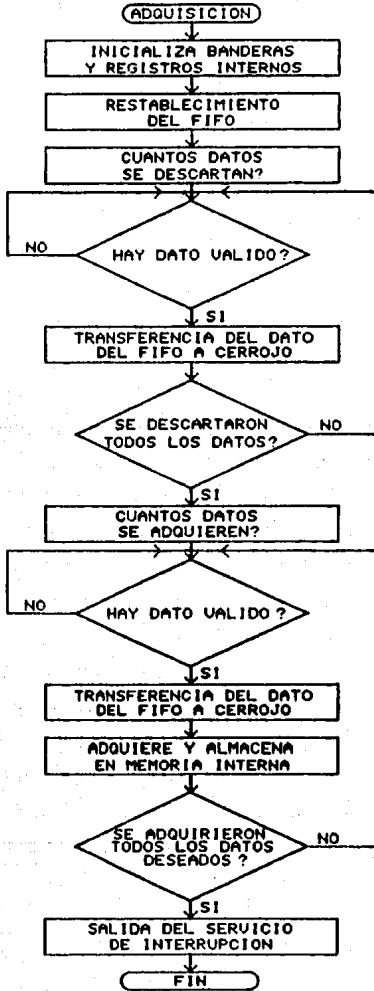 ADQUISICION
INICIALIZA BANDERAS
Y REGISTROS INTERNOS
RESTABLECIMIENTO
DEL FIFO
CUANTOS DATOS
SE DESCARTAN?
HAY DATO VALIDO?
NO
SI
TRANSFERENCIA DEL DATO
DEL FIFO A CERROJO
SE DESCARTARON
TODOS LOS DATOS?
NO
SI
CUANTOS DATOS
SE ADQUIEREN?
HAY DATO VALIDO?
NO
SI
TRANSFERENCIA DEL DATO
DEL FIFO A CERROJO
ADQUIERE Y ALMACENA
EN MEMORIA INTERNA
SE ADQUIRIERON
TODOS LOS DATOS
DESEADOS?
NO
SI
SALIDA DEL SERVICIO
DE INTERRUPCION
FIN